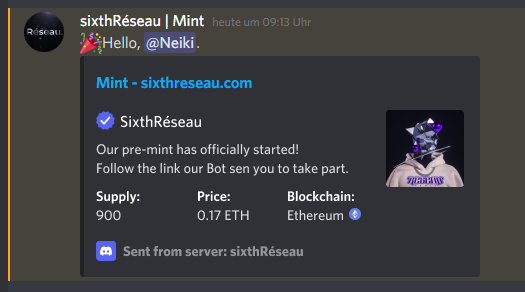 Réseau.
sixthRéseau | Mint heute um 09:13 Uhr
Hello, @Neiki.
Mint - sixthreseau.com
SixthRéseau
Our pre-mint has officially started!
Follow the link our Bot sen you to take part.
Supply: Price: Blockchain:
900 0.17 ETH Ethereum
Sent from server: sixthRéseau